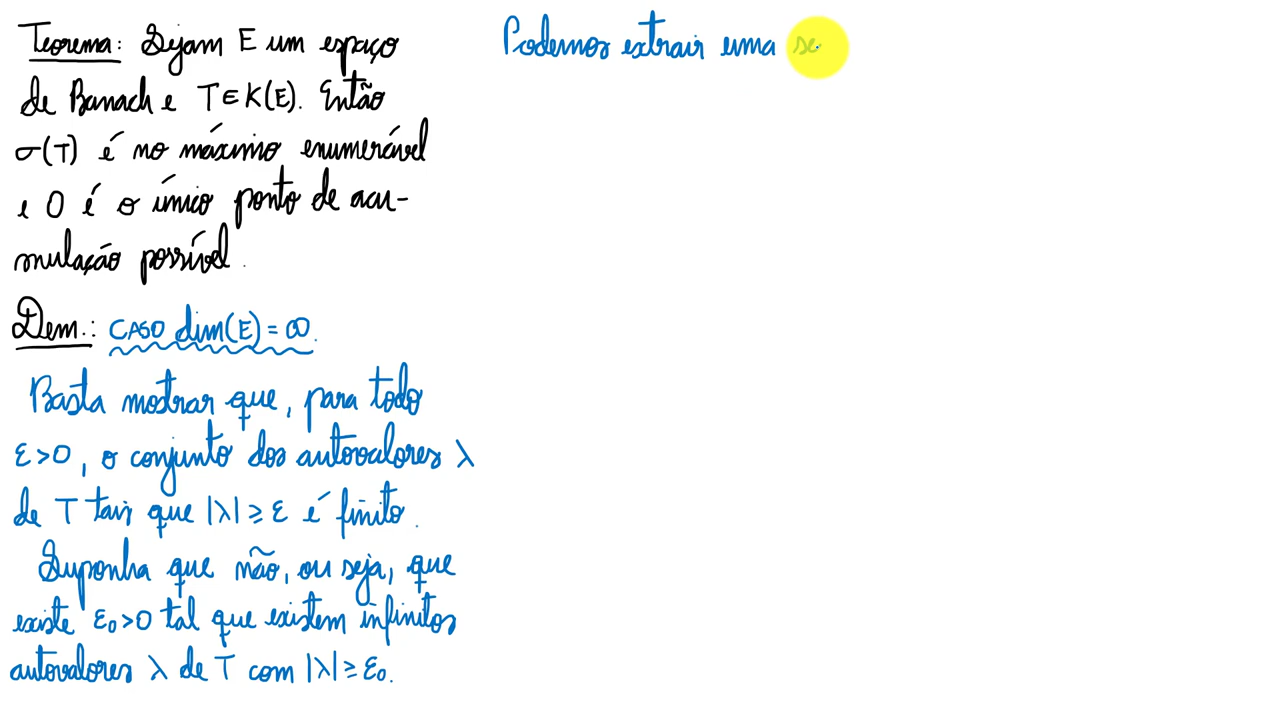 Teorema: Sejam E um espaço
de Banach e T ∈ K(E). Então
σ(T) é no máximo enumerável
e 0 é o único ponto de acu-
mulação possível.
Dem.: CASO dim(E) = ∞.
Basta mostrar que, para todo
ε > 0, o conjunto dos autovalores λ
de T tais que |λ| ≥ ε é finito.
Suponha que não, ou seja, que
existe ε₀ > 0 tal que existem infinitos
autovalores λ de T com |λ| ≥ ε₀.
Podemos extrair uma se